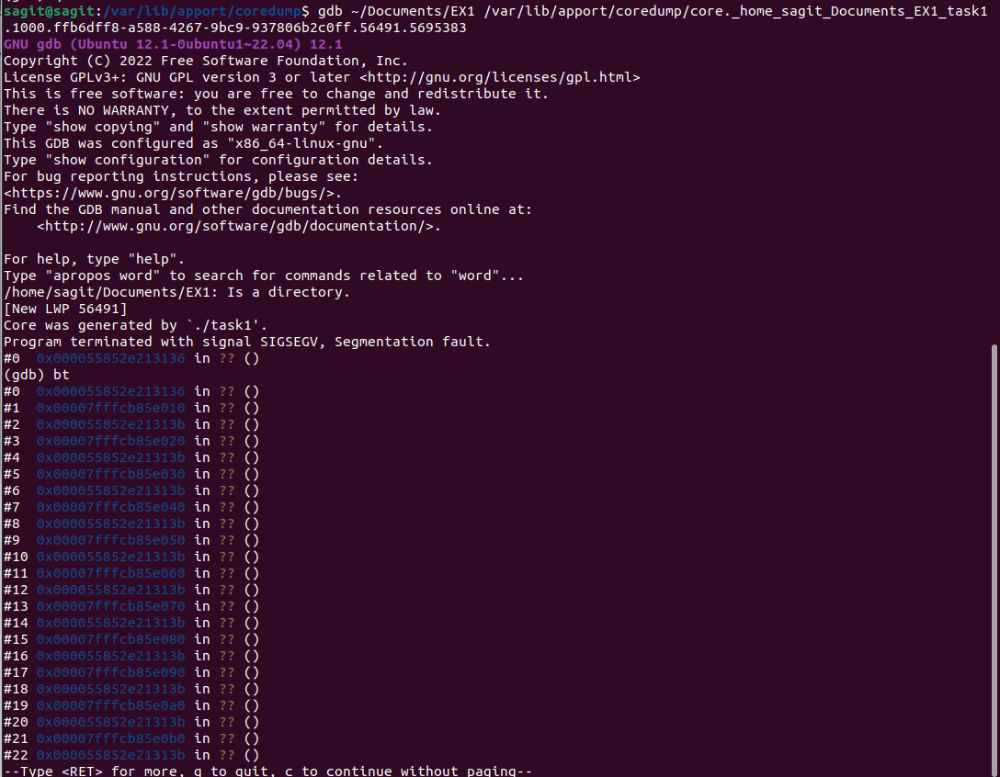 sagit@sagit:/var/lib/apport/coredump$ gdb ~/Documents/EX1 /var/lib/apport/coredump/core._home_sagit_Documents_EX1_task1
.1000.ffb6dff8-a588-4267-9bc9-937806b2c0ff.56491.5695383
GNU gdb (Ubuntu 12.1-0ubuntu1~22.04) 12.1
Copyright (C) 2022 Free Software Foundation, Inc.
License GPLv3+: GNU GPL version 3 or later <http://gnu.org/licenses/gpl.html>
This is free software: you are free to change and redistribute it.
There is NO WARRANTY, to the extent permitted by law.
Type "show copying" and "show warranty" for details.
This GDB was configured as "x86_64-linux-gnu".
Type "show configuration" for configuration details.
For bug reporting instructions, please see:
<https://www.gnu.org/software/gdb/bugs/>.
Find the GDB manual and other documentation resources online at:
    <http://www.gnu.org/software/gdb/documentation/>.

For help, type "help".
Type "apropos word" to search for commands related to "word"...
/home/sagit/Documents/EX1: Is a directory.
[New LWP 56491]
Core was generated by `./task1'.
Program terminated with signal SIGSEGV, Segmentation fault.
#0  0x000055852e213136 in ?? ()
(gdb) bt
#0  0x000055852e213136 in ?? ()
#1  0x00007fffcb85e010 in ?? ()
#2  0x000055852e21313b in ?? ()
#3  0x00007fffcb85e020 in ?? ()
#4  0x000055852e21313b in ?? ()
#5  0x00007fffcb85e030 in ?? ()
#6  0x000055852e21313b in ?? ()
#7  0x00007fffcb85e040 in ?? ()
#8  0x000055852e21313b in ?? ()
#9  0x00007fffcb85e050 in ?? ()
#10 0x000055852e21313b in ?? ()
#11 0x00007fffcb85e060 in ?? ()
#12 0x000055852e21313b in ?? ()
#13 0x00007fffcb85e070 in ?? ()
#14 0x000055852e21313b in ?? ()
#15 0x00007fffcb85e080 in ?? ()
#16 0x000055852e21313b in ?? ()
#17 0x00007fffcb85e090 in ?? ()
#18 0x000055852e21313b in ?? ()
#19 0x00007fffcb85e0a0 in ?? ()
#20 0x000055852e21313b in ?? ()
#21 0x00007fffcb85e0b0 in ?? ()
#22 0x000055852e21313b in ?? ()
--Type <RET> for more, q to quit, c to continue without paging--